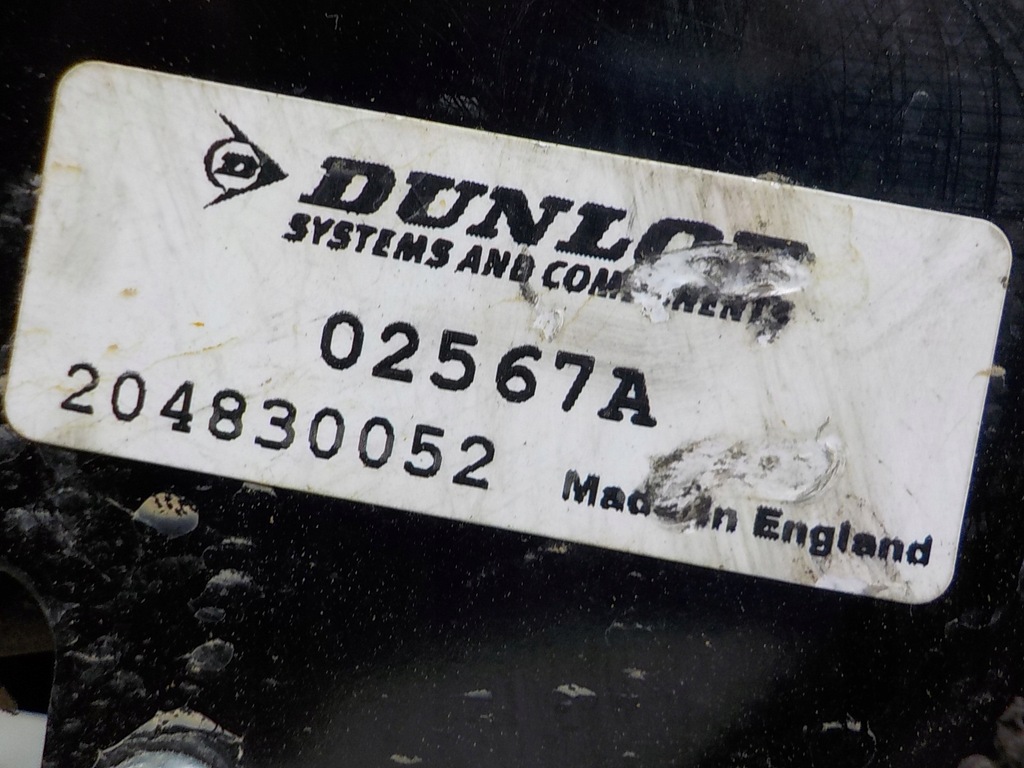 D DUNLOP
SYSTEMS AND COMPONENTS
02567A
204830052
Made in England